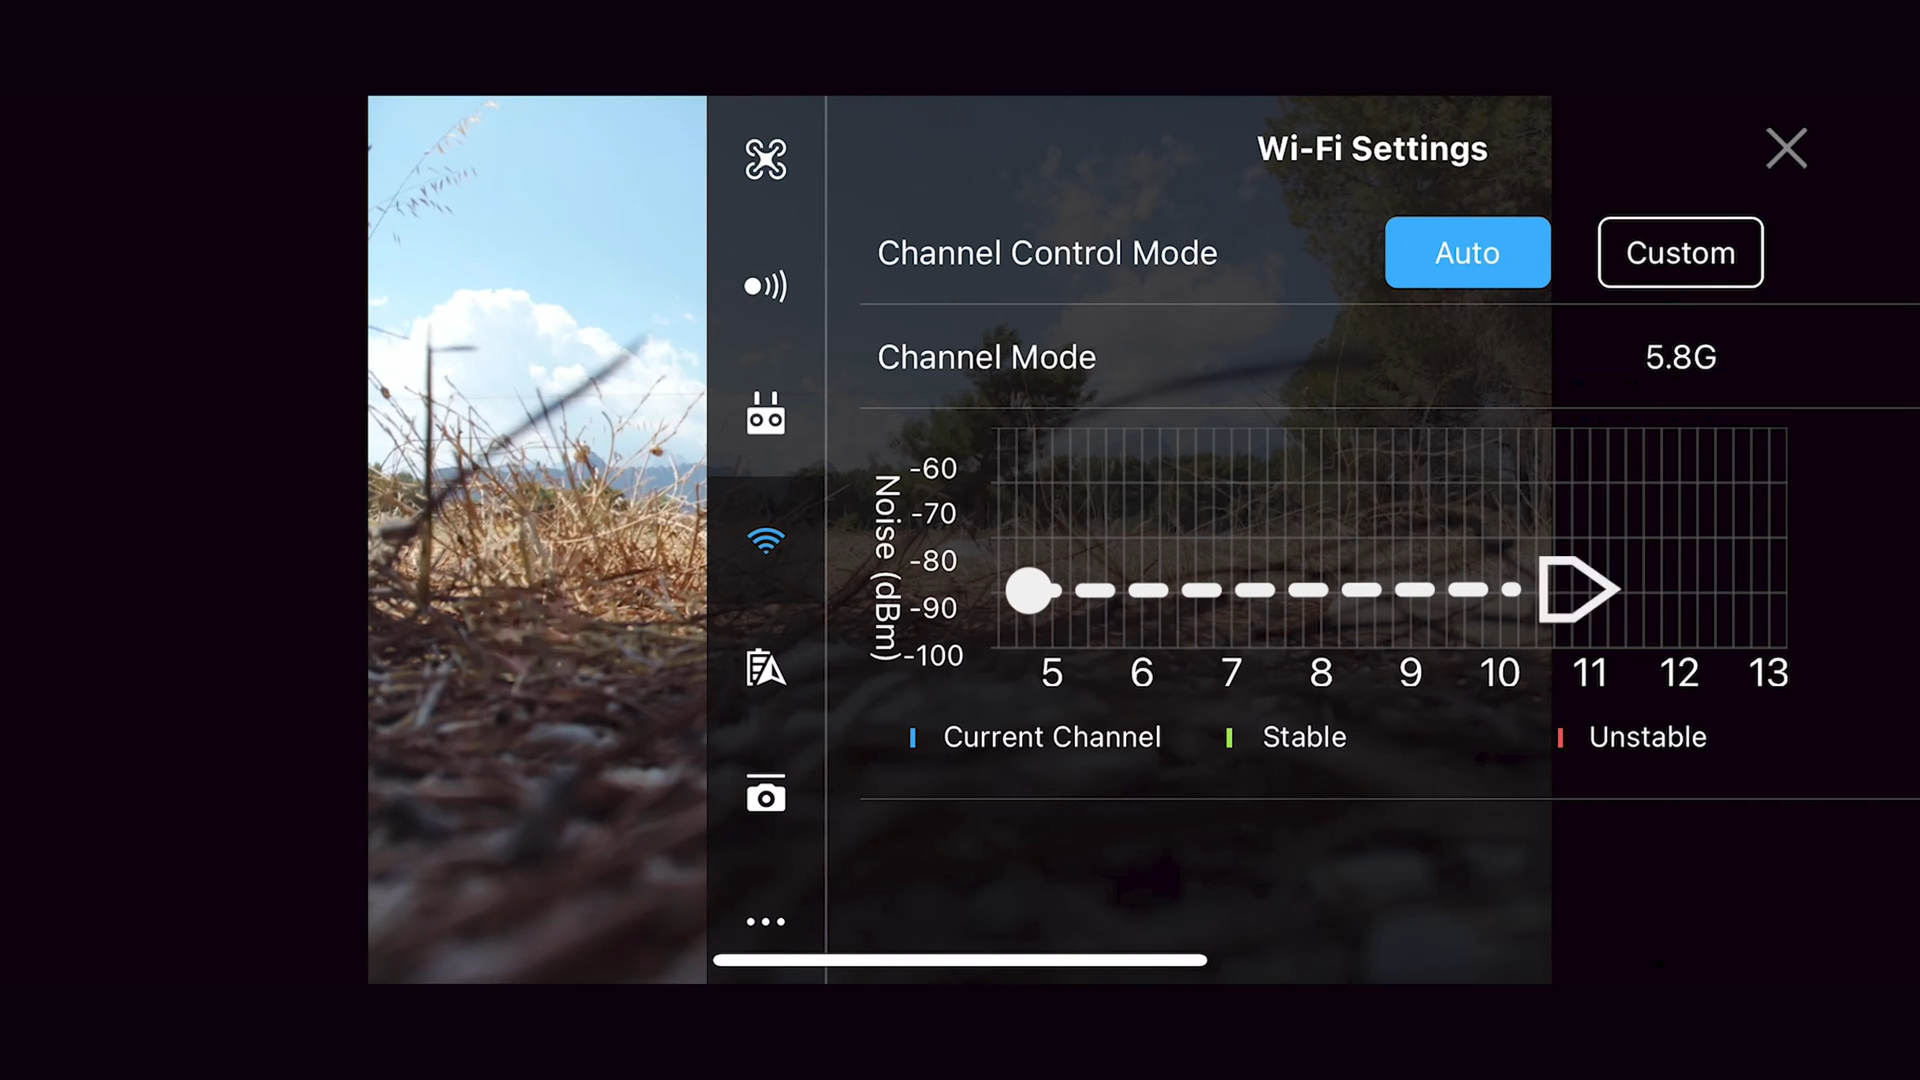 Wi-Fi Settings
Channel Control Mode
Auto
Custom
Channel Mode
5.8G
Noise (dBm)
-60
-70
-80
-90
-100
5 6 7 8 9 10 11 12 13
Current Channel
Stable
Unstable